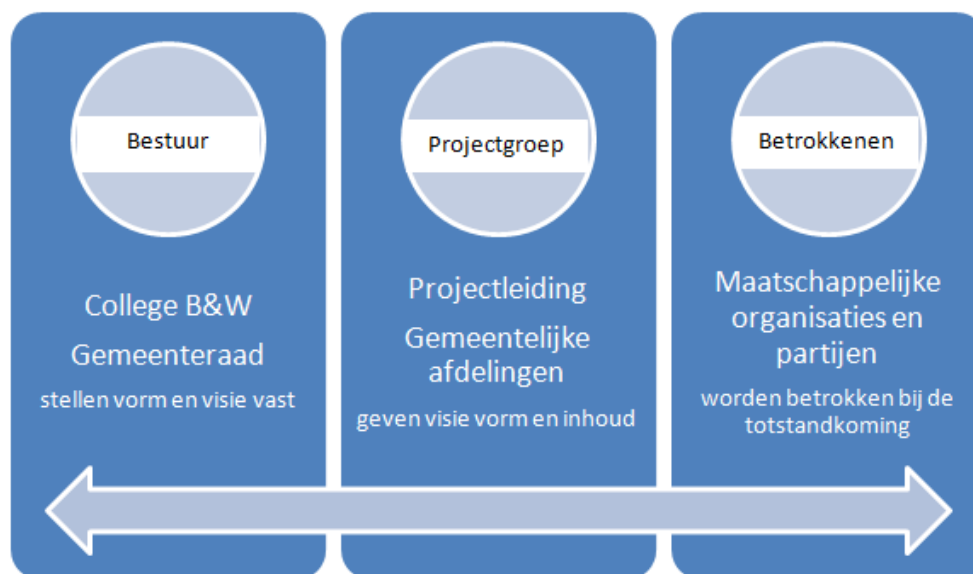 Bestuur
College B&W
Gemeenteraad
stellen vorm en visie vast
Projectgroep
Projectleiding
Gemeentelijke
afdelingen
geven visie vorm en inhoud
Betrokkenen
Maatschappelijke
organisaties en
partijen
worden betrokken bij de
totstandkoming